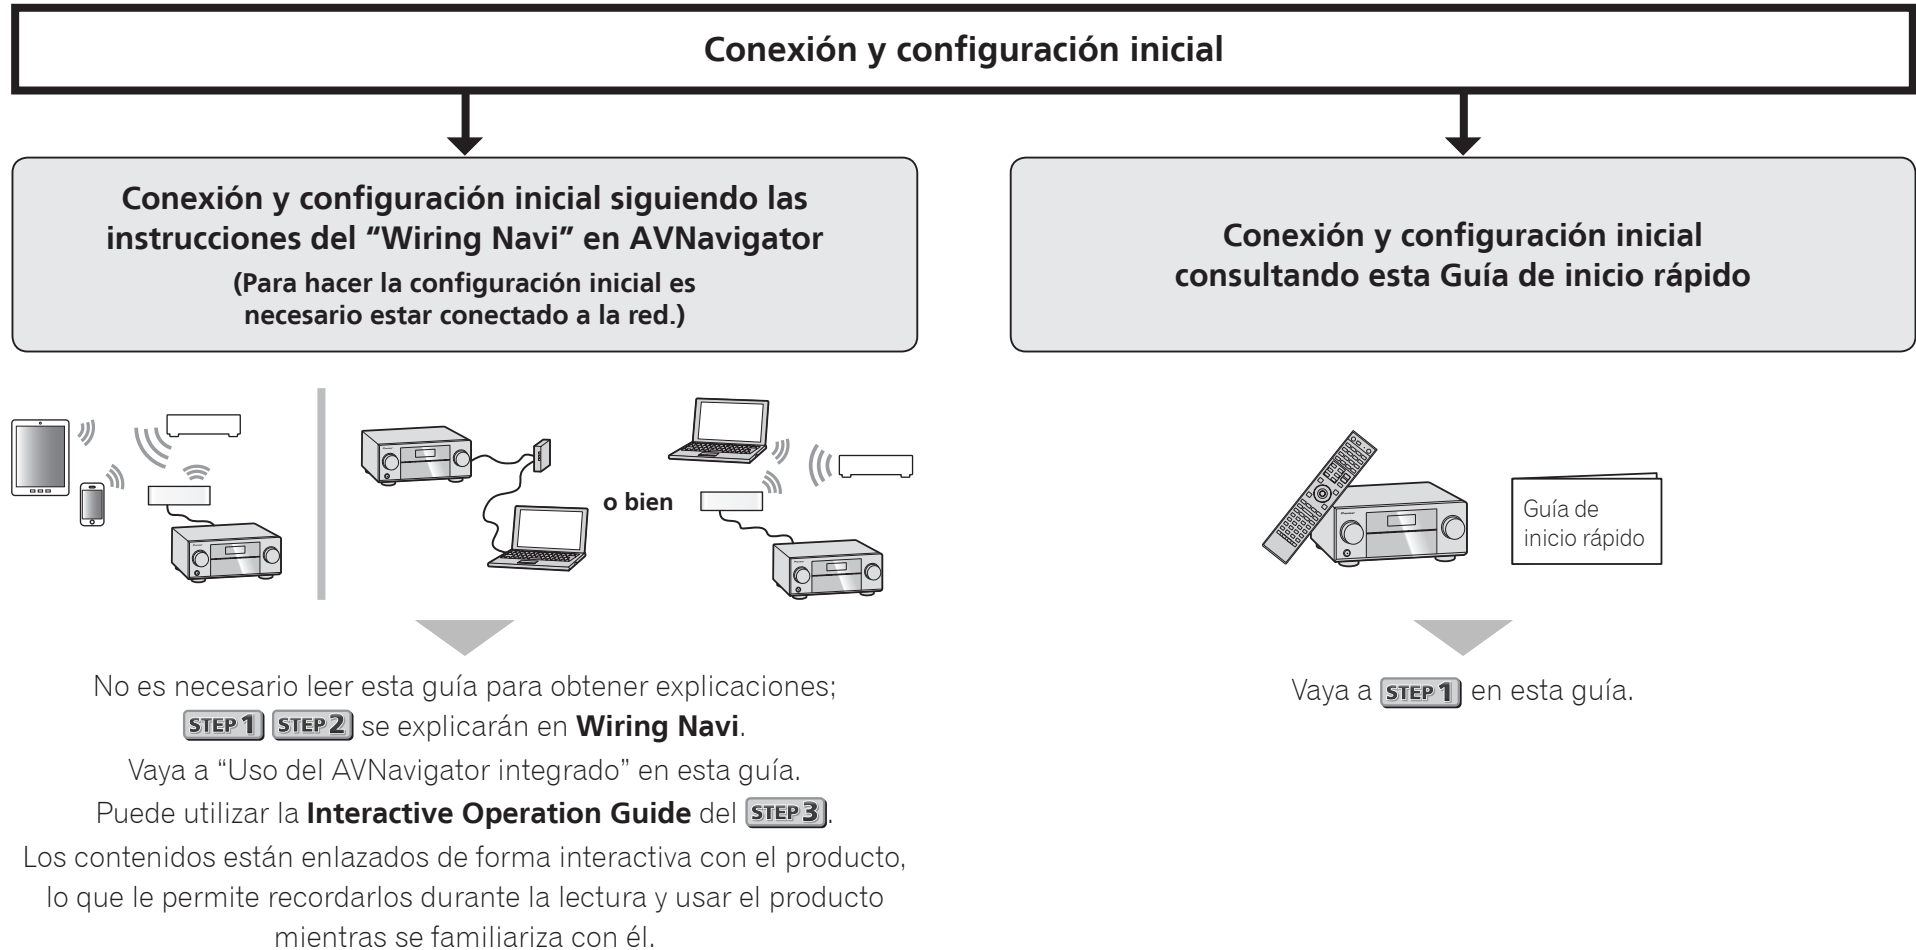 Conexión y configuración inicial
Conexión y configuración inicial siguiendo las
instrucciones del “Wiring Navi” en AVNavigator
(Para hacer la configuración inicial es
necesario estar conectado a la red.)
o bien
No es necesario leer esta guía para obtener explicaciones;
STEP 1 STEP 2 se explicarán en Wiring Navi.
Vaya a “Uso del AVNavigator integrado” en esta guía.
Puede utilizar la Interactive Operation Guide del STEP 3.
Los contenidos están enlazados de forma interactiva con el producto,
lo que le permite recordarlos durante la lectura y usar el producto
mientras se familiariza con él.
Conexión y configuración inicial
consultando esta Guía de inicio rápido
Guía de
inicio rápido
Vaya a STEP 1 en esta guía.